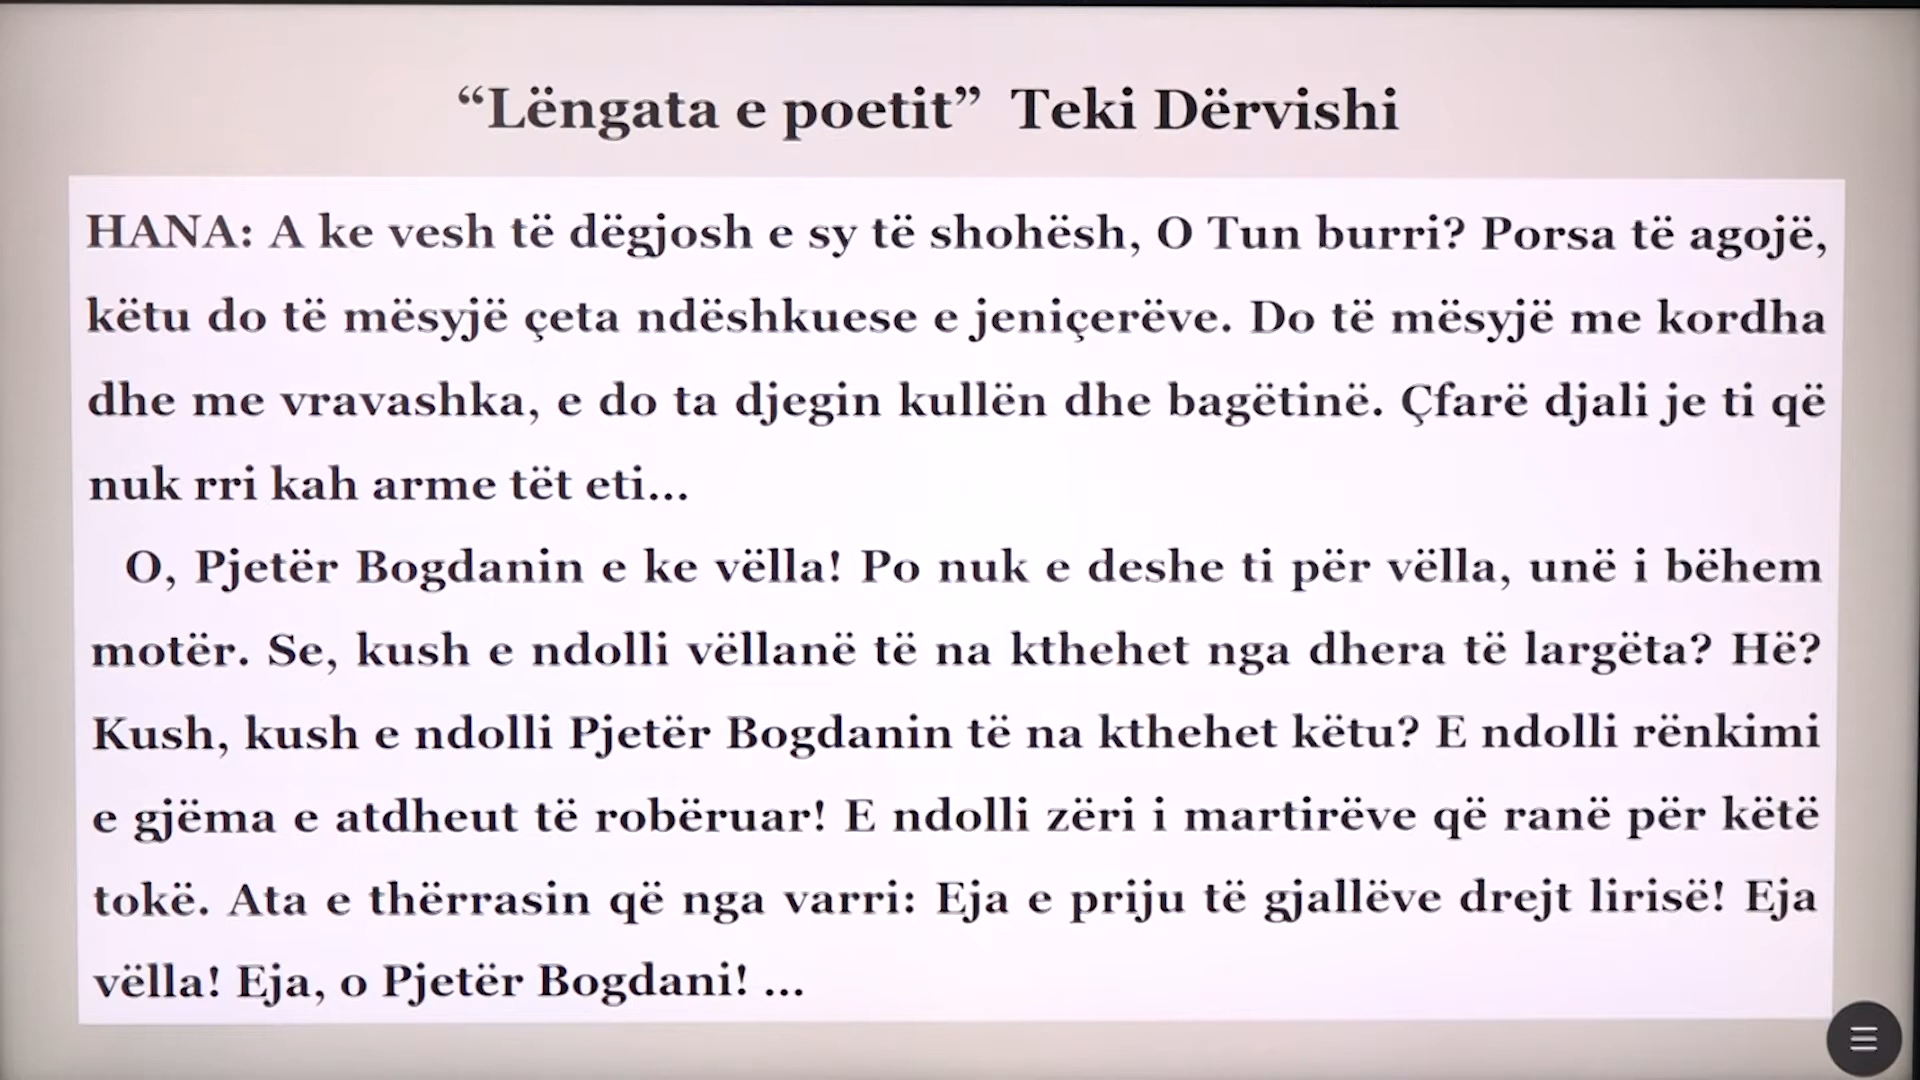 “Lëngata e poetit” Teki Dërvishi
HANA: A ke vesh të dëgjosh e sy të shohësh, O Tun burri? Porsa të agojë,
këtu do të mësyjë çeta ndëshkuese e jeniçerëve. Do të mësyjë me kordha
dhe me vravashka, e do ta djegin kullën dhe bagëtinë. Çfarë djali je ti që
nuk rri kah arme tët eti...
O, Pjetër Bogdanin e ke vëlla! Po nuk e deshe ti për vëlla, unë i bëhem
motër. Se, kush e ndolli vëllanë të na kthehet nga dhera të largëta? Hë?
Kush, kush e ndolli Pjetër Bogdanin të na kthehet këtu? E ndolli rënkimi
e gjëma e atdheut të robëruar! E ndolli zëri i martirëve që ranë për këtë
tokë. Ata e thërrasin që nga varri: Eja e priju të gjallëve drejt lirisë! Eja
vëlla! Eja, o Pjetër Bogdani! ...